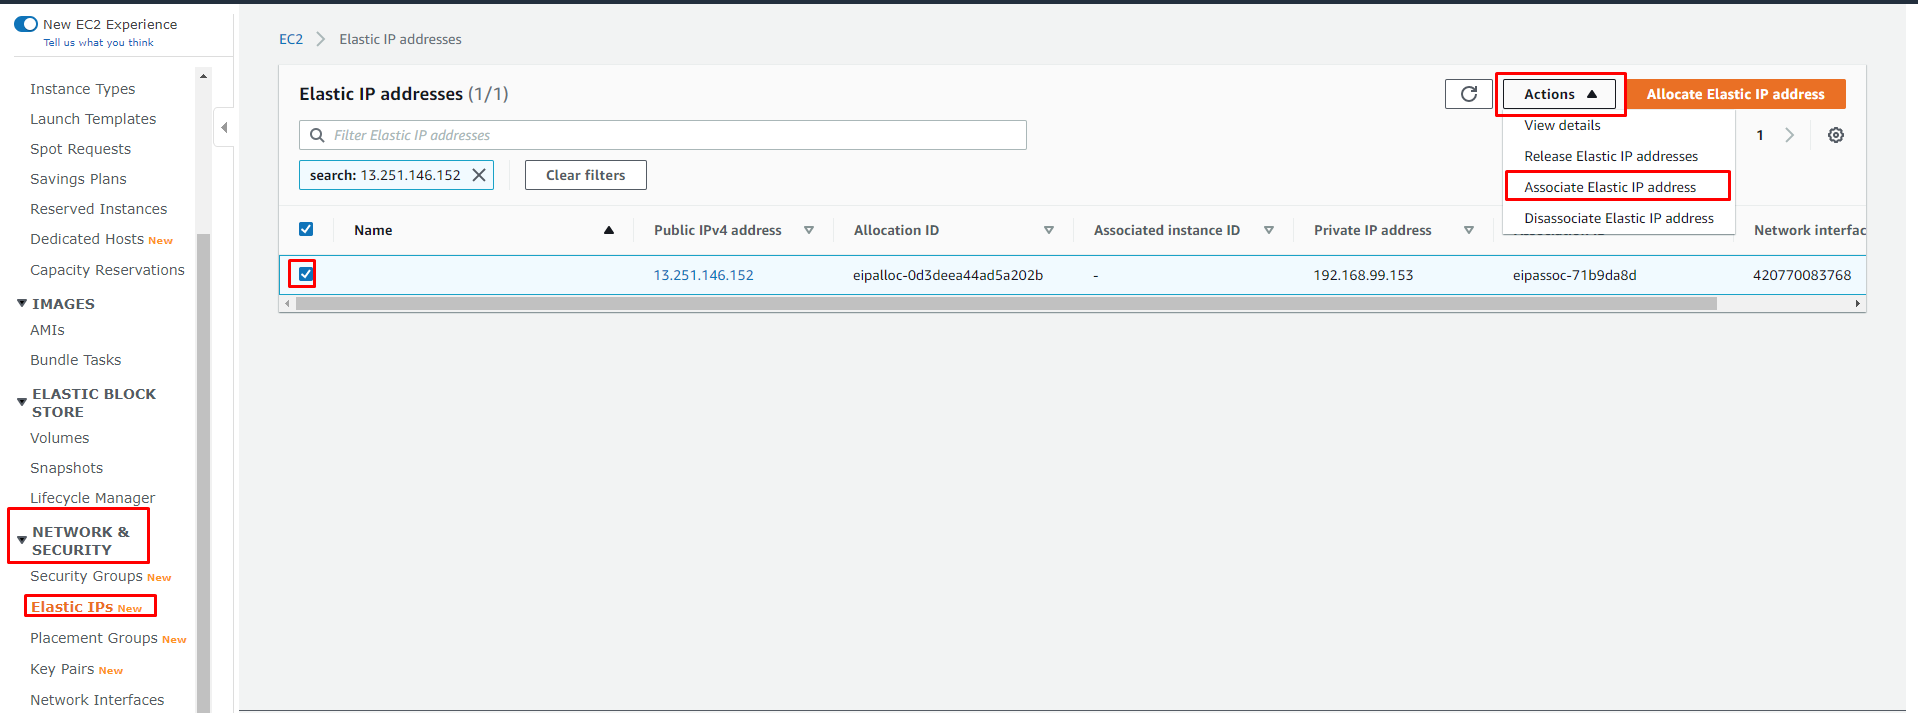 New EC2 Experience
Tell us what you think
Instance Types
Launch Templates
Spot Requests
Savings Plans
Reserved Instances
Dedicated Hosts New
Capacity Reservations
IMAGES
AMIs
Bundle Tasks
ELASTIC BLOCK
STORE
Volumes
Snapshots
Lifecycle Manager
NETWORK &
SECURITY
Security Groups New
Elastic IPs New
Placement Groups New
Key Pairs New
Network Interfaces
EC2 > Elastic IP addresses
Elastic IP addresses (1/1)
Actions
Allocate Elastic IP address
Filter Elastic IP addresses
1
search: 13.251.146.152
Clear filters
View details
Release Elastic IP addresses
Associate Elastic IP address
Disassociate Elastic IP address
Name Public IPv4 address Allocation ID Associated instance ID Private IP address Network interfac
13.251.146.152 eipalloc-0d3deea44ad5a202b - 192.168.99.153 eipassoc-71b9da8d 420770083768